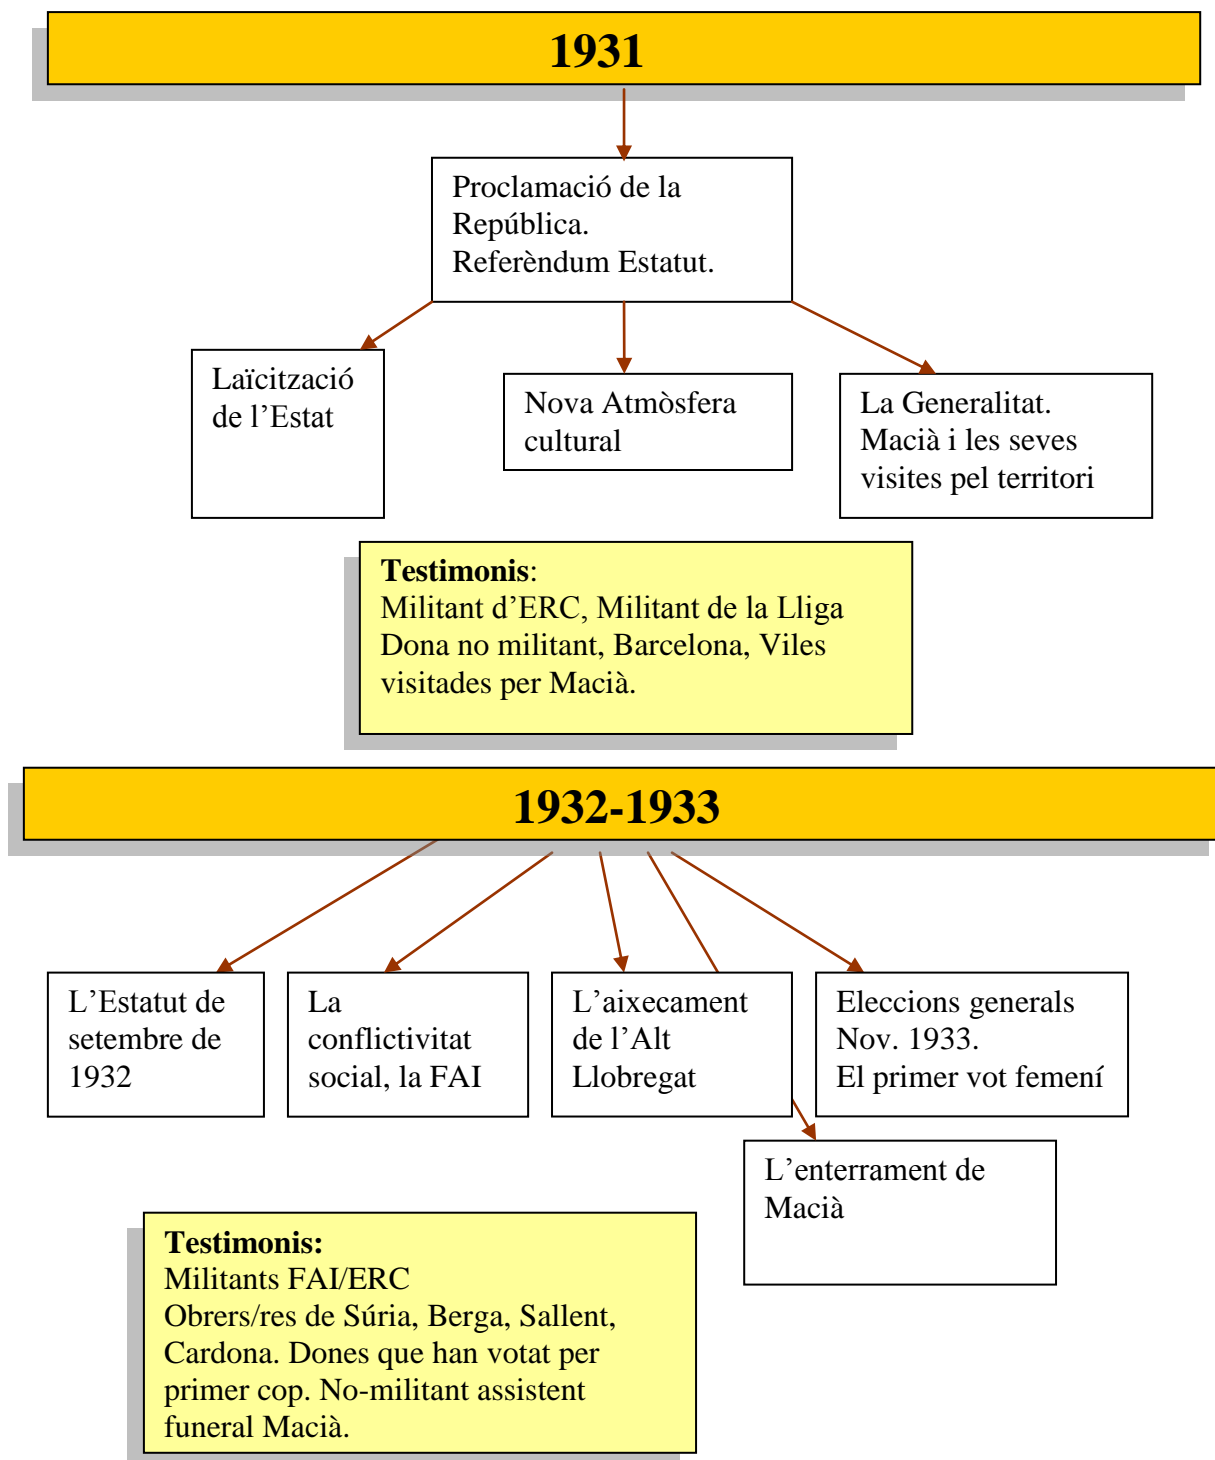 1931
Proclamació de la
República.
Referèndum Estatut.
Laïcització
de l’Estat
Nova Atmòsfera
cultural
La Generalitat.
Macià i les seves
visites pel territori
Testimonis:
Militant d’ERC, Militant de la Lliga
Dona no militant, Barcelona, Viles
visitades per Macià.
1932-1933
L’Estatut de
setembre de
1932
La
conflictivitat
social, la FAI
L’aixecament
de l’Alt
Llobregat
Eleccions generals
Nov. 1933.
El primer vot femení
L’enterrament de
Macià
Testimonis:
Militants FAI/ERC
Obrers/res de Súria, Berga, Sallent,
Cardona. Dones que han votat per
primer cop. No-militant assistent
funeral Macià.